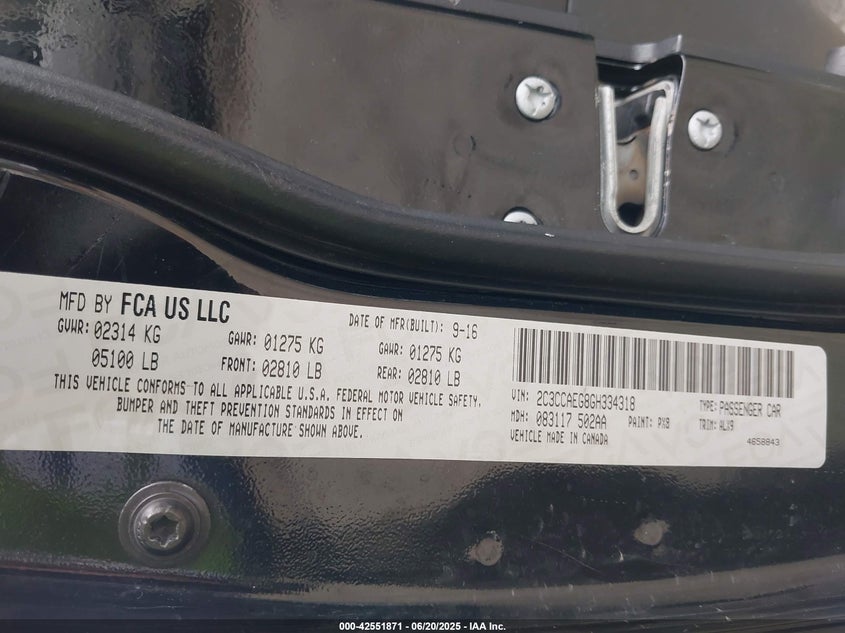 MFD BY FCA US LLC
DATE OF MFR(BUILT): 9-16
GVWR: 02314 KG
GAWR: 01275 KG
GAWR: 01275 KG
05100 LB
FRONT: 02810 LB
REAR: 02810 LB
THIS VEHICLE CONFORMS TO ALL APPLICABLE U.S.A. FEDERAL MOTOR VEHICLE SAFETY,
BUMPER AND THEFT PREVENTION STANDARDS IN EFFECT ON
THE DATE OF MANUFACTURE SHOWN ABOVE.
VIN: 2C3CCAEG8GH334318
TYPE: PASSENGER CAR
MDH: 083117 502AA
PAINT: PX8
TRIM: HLX9
VEHICLE MADE IN CANADA
4658843
000-42551871 - 06/20/2025 - IAA Inc.